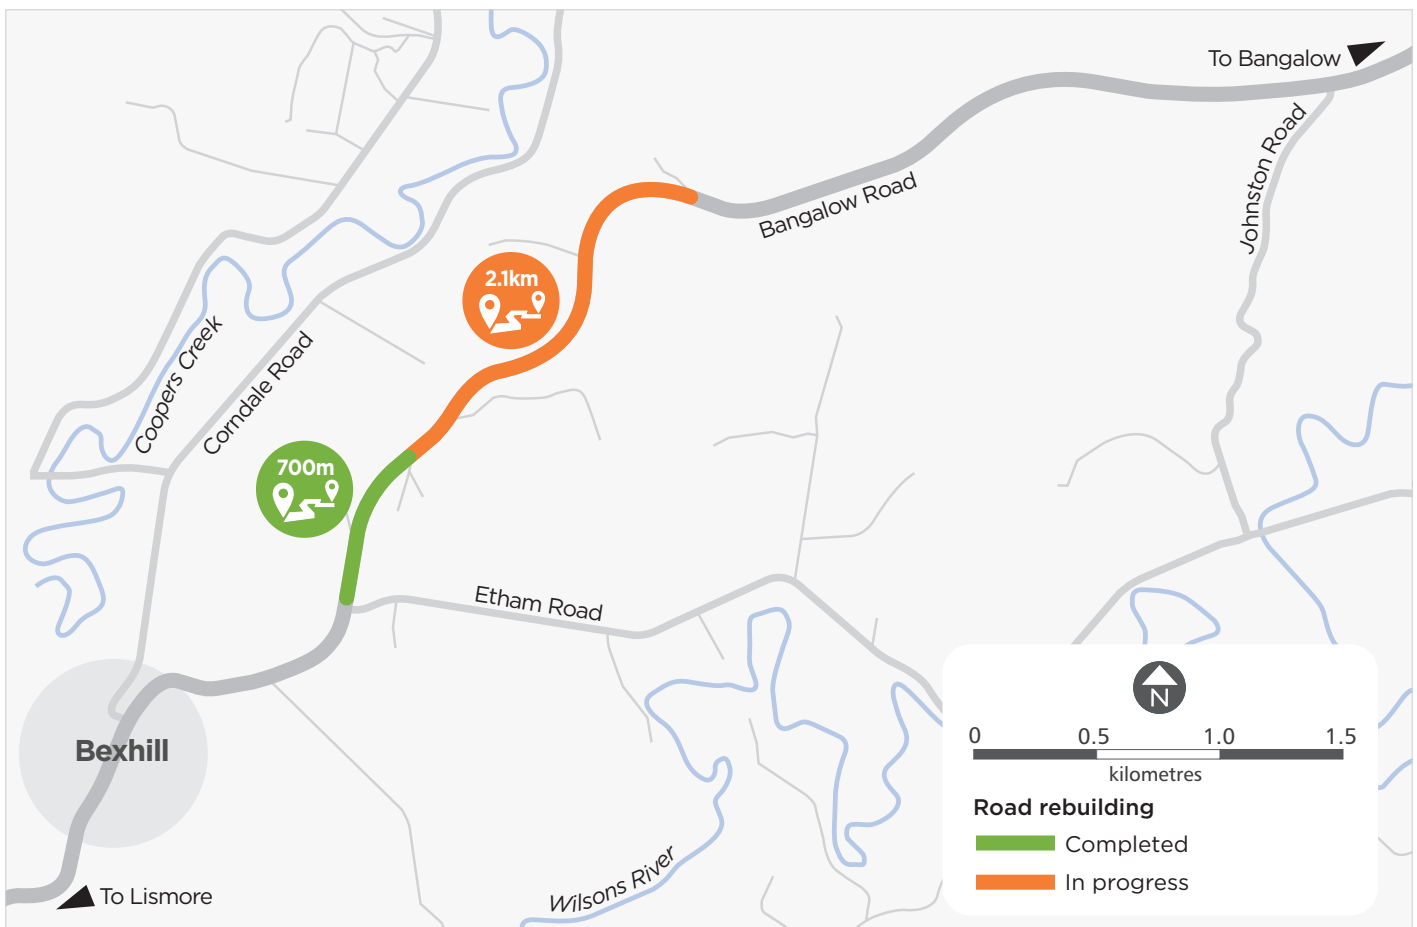 To Bangalow
Johnston Road
Bangalow Road
2.1km
Coopers Creek
Corndale Road
700m
Etham Road
Bexhill
To Lismore
Wilsons River
N
0 0.5 1.0 1.5
kilometres
Road rebuilding
Completed
In progress